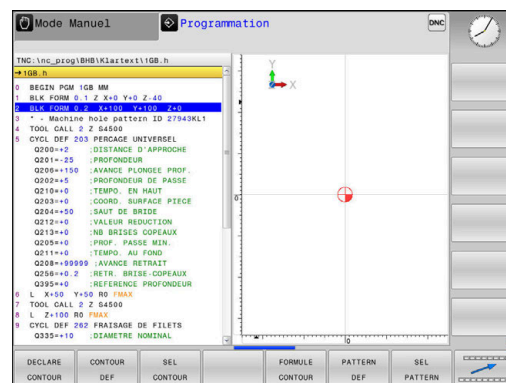 Mode Manuel
Programmation
DNC
TNC:\nc_prog\BHB\Klartext\1GB.h
→1GB.h
0 BEGIN PGM 1GB MM
1 BLK FORM 0.1 Z X+0 Y+0 Z-40
2 BLK FORM 0.2 X+100 Y+100 Z+0
3 * - Machine hole pattern ID 27943KL1
4 TOOL CALL 2 Z S4500
5 CYCL DEF 203 PERCAGE UNIVERSEL
Q200=+2 ;DISTANCE D'APPROCHE
Q201=-25 ;PROFONDEUR
Q206=+150 ;AVANCE PLONGEE PROF.
Q202=+5 ;PROFONDEUR DE PASSE
Q210=+0 ;TEMPO. EN HAUT
Q203=+0 ;COORD. SURFACE PIECE
Q204=+50 ;SAUT DE BRIDE
Q212=+0 ;VALEUR REDUCTION
Q213=+0 ;NB BRISES COPEAUX
Q205=+0 ;PROF. PASSE MIN.
Q211=+0 ;TEMPO. AU FOND
Q208=+99999 ;AVANCE RETRAIT
Q256=+0.2 ;RETR. BRISE-COPEAUX
Q395=+0 ;REFERENCE PROFONDEUR
6 L X+50 Y+50 R0 FMAX
7 TOOL CALL 2 Z S4500
8 L Z+100 R0 FMAX
9 CYCL DEF 262 FRAISAGE DE FILETS
Q335=+10 ;DIAMETRE NOMINAL
Y
X
0
0
DECLARE CONTOUR
CONTOUR DEF
SEL CONTOUR
FORMULE CONTOUR
PATTERN DEF
SEL PATTERN